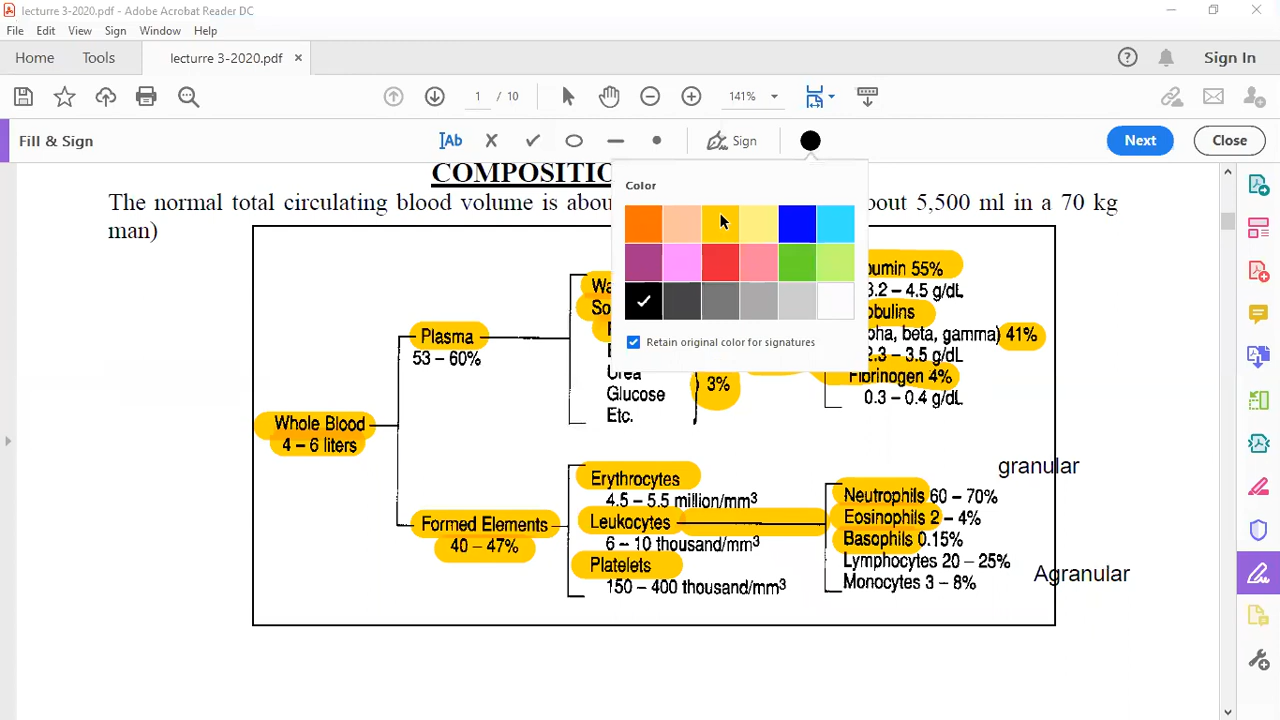 lecturre 3-2020.pdf - Adobe Acrobat Reader DC
File Edit View Sign Window Help
Home Tools lecturre 3-2020.pdf × Sign In
1 / 10 141%
Fill & Sign Ab Sign Next Close
COMPOSITIO
The normal total circulating blood volume is abou bout 5,500 ml in a 70 kg
man)
Color
Retain original color for signatures
Whole Blood
4 – 6 liters
Plasma
53 – 60%
Wa
So
Urea
Glucose
Etc.
3%
umin 55%
3.2 – 4.5 g/dL
obulins
pha, beta, gamma) 41%
2.3 – 3.5 g/dL
Fibrinogen 4%
0.3 – 0.4 g/dL
Formed Elements
40 – 47%
Erythrocytes
4.5 – 5.5 million/mm³
Leukocytes
6 – 10 thousand/mm³
Platelets
150 – 400 thousand/mm³
granular
Neutrophils 60 – 70%
Eosinophils 2 – 4%
Basophils 0.15%
Lymphocytes 20 – 25%
Monocytes 3 – 8%
Agranular